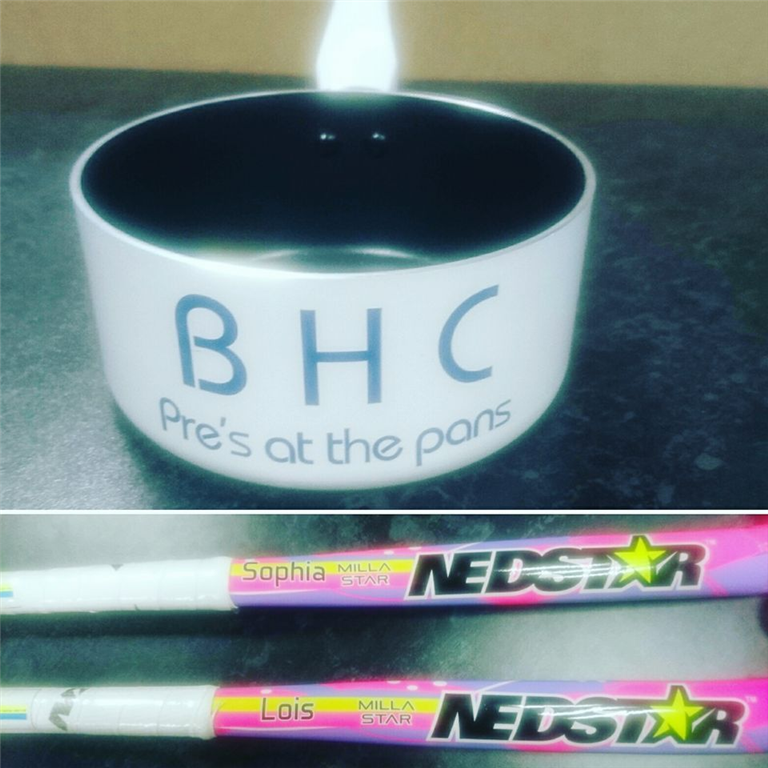 BHC
Pre's at the pans
Sophia MILLA STAR NEDSTAR
Lois MILLA STAR NEDSTAR